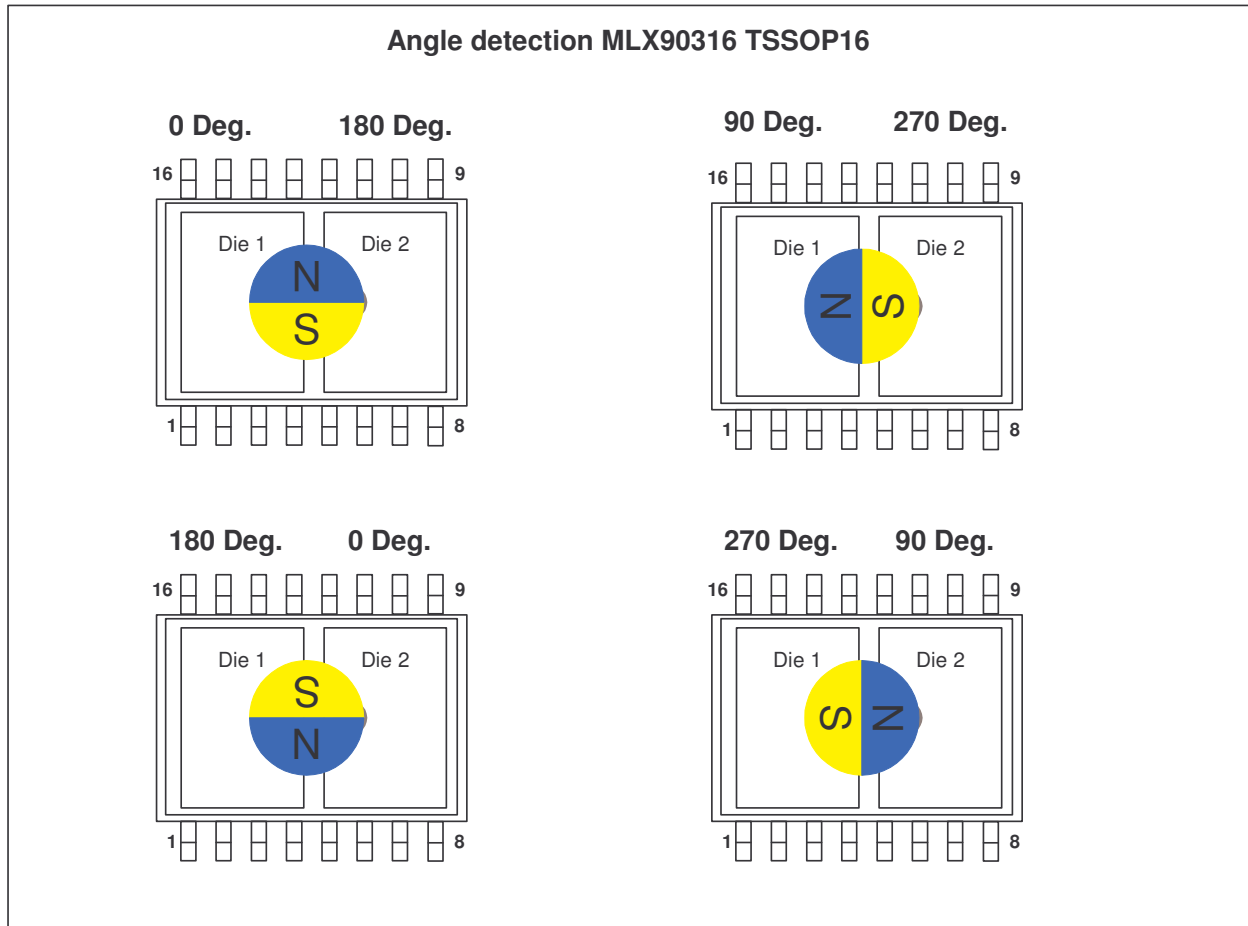 Angle detection MLX90316 TSSOP16
0 Deg. 180 Deg.
16 9
Die 1 Die 2
N
S
1 8
90 Deg. 270 Deg.
16 9
Die 1 Die 2
N S
1 8
180 Deg. 0 Deg.
16 9
Die 1 Die 2
S
N
1 8
270 Deg. 90 Deg.
16 9
Die 1 Die 2
S N
1 8